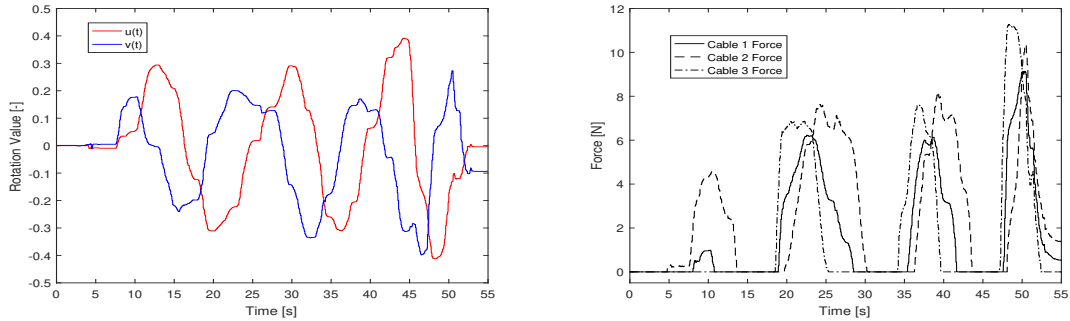 0.5
0.4
0.3
0.2
0.1
0
-0.1
-0.2
-0.3
-0.4
-0.5
Rotation Value [-]
u(t)
v(t)
0 5 10 15 20 25 30 35 40 45 50 55
Time [s]
12
10
8
6
4
2
0
Force [N]
Cable 1 Force
Cable 2 Force
Cable 3 Force
0 5 10 15 20 25 30 35 40 45 50 55
Time [s]